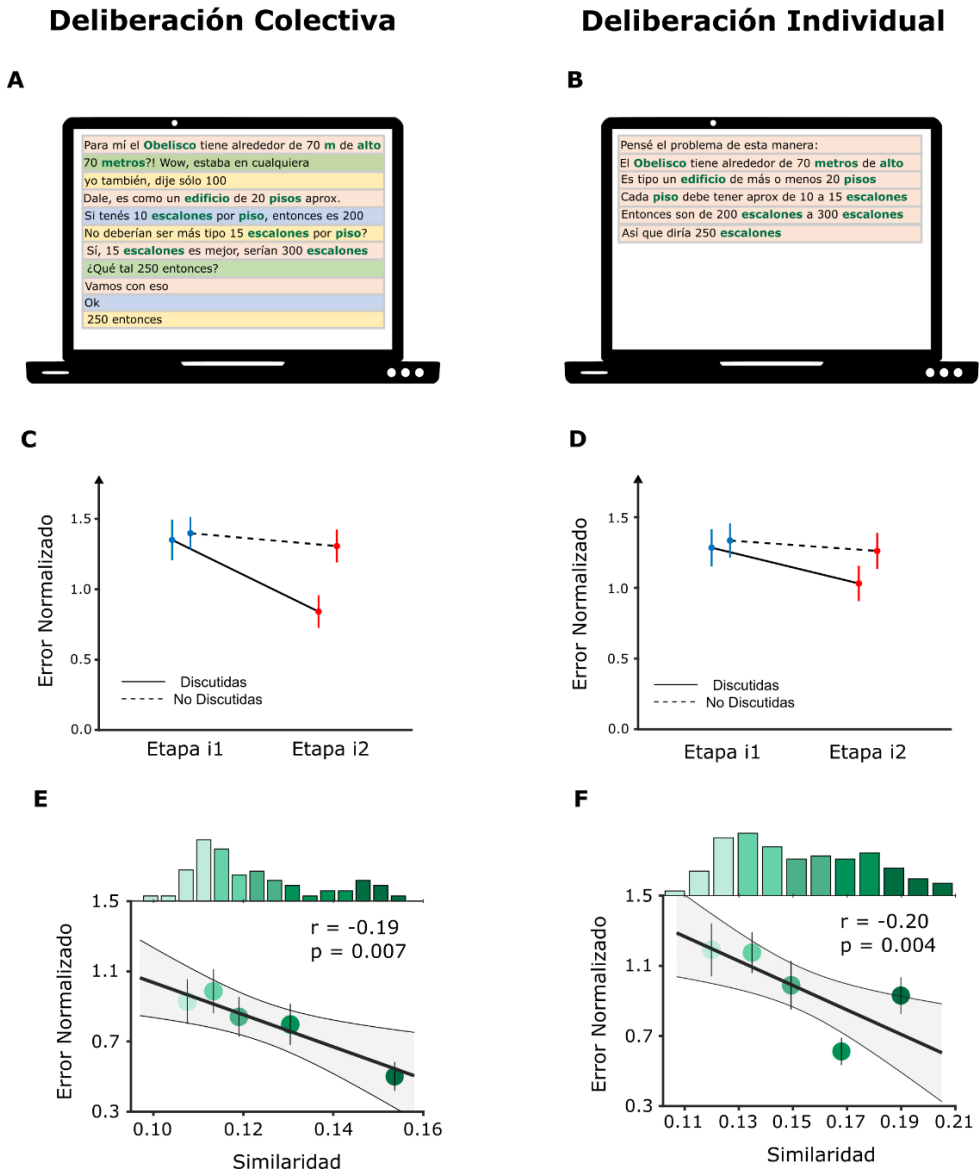 Deliberación Colectiva
Deliberación Individual
A
Para mí el Obelisco tiene alrededor de 70 m de alto
70 metros?! Wow, estaba en cualquiera
yo también, dije sólo 100
Dale, es como un edificio de 20 pisos aprox.
Si tenés 10 escalones por piso, entonces es 200
No deberían ser más tipo 15 escalones por piso?
Sí, 15 escalones es mejor, serían 300 escalones
¿Qué tal 250 entonces?
Vamos con eso
Ok
250 entonces
B
Pensé el problema de esta manera:
El Obelisco tiene alrededor de 70 metros de alto
Es tipo un edificio de más o menos 20 pisos
Cada piso debe tener aprox de 10 a 15 escalones
Entonces son de 200 escalones a 300 escalones
Así que diría 250 escalones
C
Error Normalizado
1.5
1.0
0.5
0.0
Discutidas
No Discutidas
Etapa i1
Etapa i2
D
Error Normalizado
1.5
1.0
0.5
0.0
Discutidas
No Discutidas
Etapa i1
Etapa i2
E
Error Normalizado
1.5
1.1
0.7
0.3
r = -0.19
p = 0.007
0.10 0.12 0.14 0.16
Similaridad
F
Error Normalizado
1.5
1.1
0.7
0.3
r = -0.20
p = 0.004
0.11 0.13 0.15 0.17 0.19 0.21
Similaridad